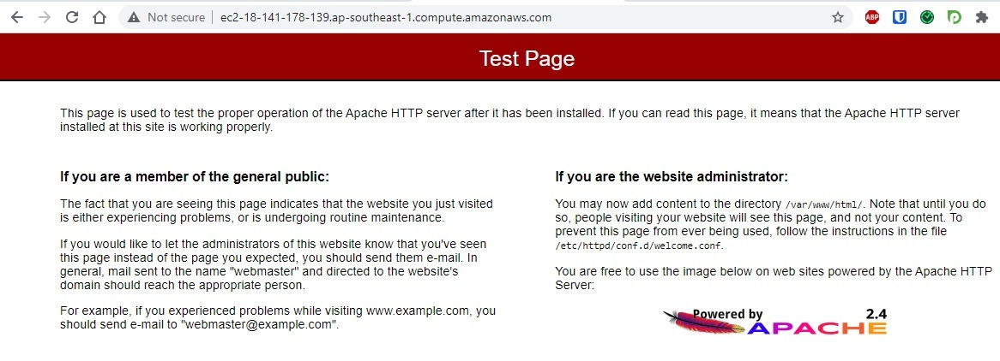 Not secure ec2-18-141-178-139.ap-southeast-1.compute.amazonaws.com
ABP
Test Page
This page is used to test the proper operation of the Apache HTTP server after it has been installed. If you can read this page, it means that the Apache HTTP server
installed at this site is working properly.
If you are a member of the general public:
The fact that you are seeing this page indicates that the website you just visited
is either experiencing problems, or is undergoing routine maintenance.
If you would like to let the administrators of this website know that you've seen
this page instead of the page you expected, you should send them e-mail. In
general, mail sent to the name "webmaster" and directed to the website's
domain should reach the appropriate person.
For example, if you experienced problems while visiting www.example.com, you
should send e-mail to "webmaster@example.com".
If you are the website administrator:
You may now add content to the directory /var/www/html/. Note that until you do
so, people visiting your website will see this page, and not your content. To
prevent this page from ever being used, follow the instructions in the file
/etc/httpd/conf.d/welcome.conf.
You are free to use the image below on web sites powered by the Apache HTTP
Server:
Powered by 2.4
APACHE